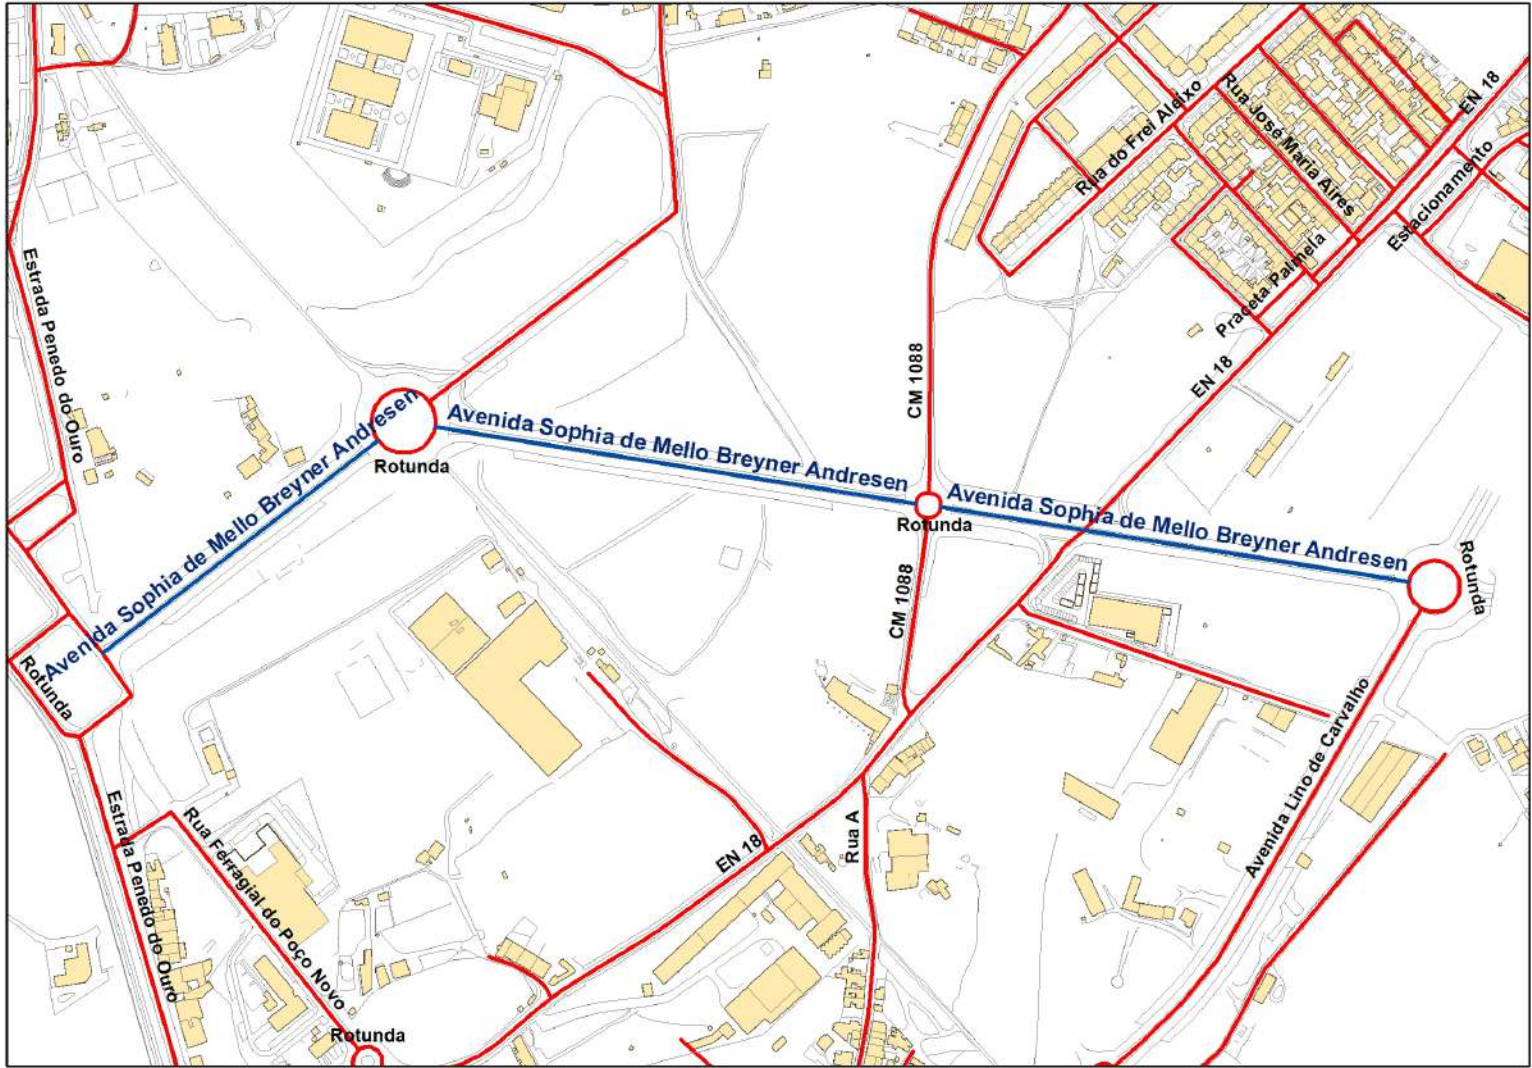 EN 18
Rua José Maria Aires
Rua do Frei Aleixo
Estacionamento
Praceta Palmela
Estrada Penedo do Ouro
CM 1088
EN 18
Avenida Sophia de Mello Breyner Andresen
Rotunda
Avenida Sophia de Mello Breyner Andresen
Rotunda
Avenida Sophia de Mello Breyner Andresen
Rotunda
CM 1088
Rotunda
Avenida Lino de Carvalho
Estrada Penedo do Ouro
Rua Ferragial do Poço Novo
EN 18
Rua A
Rotunda